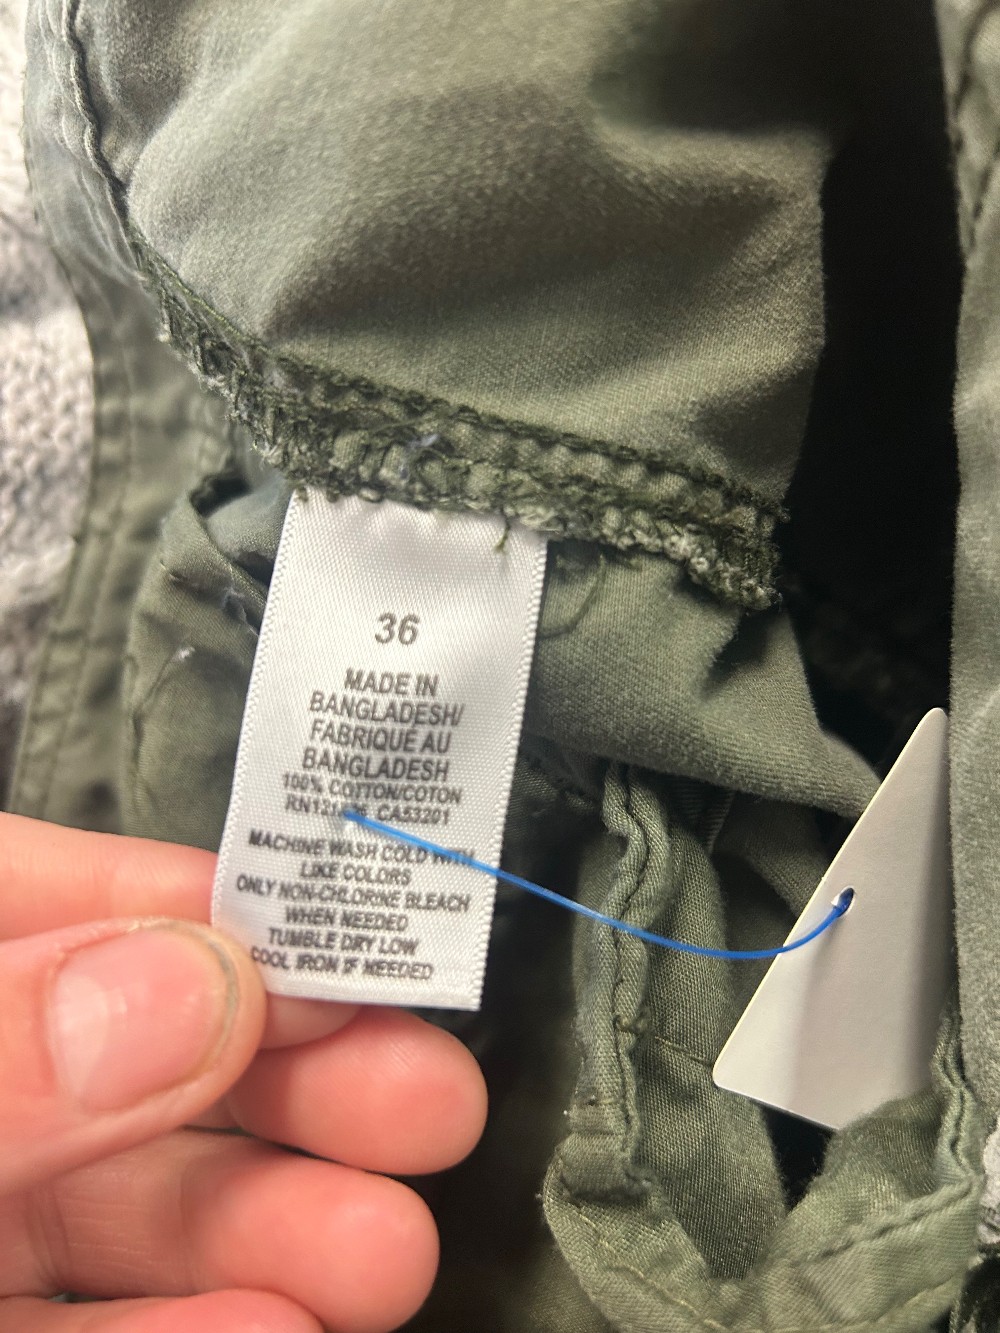 36
MADE IN
BANGLADESH/
FABRIQUÉ AU
BANGLADESH
100% COTTON/COTON
CA53201
MACHINE WASH COLD WITH
LIKE COLORS
ONLY NON-CHLORINE BLEACH
WHEN NEEDED
TUMBLE DRY LOW
COOL IRON IF NEEDED